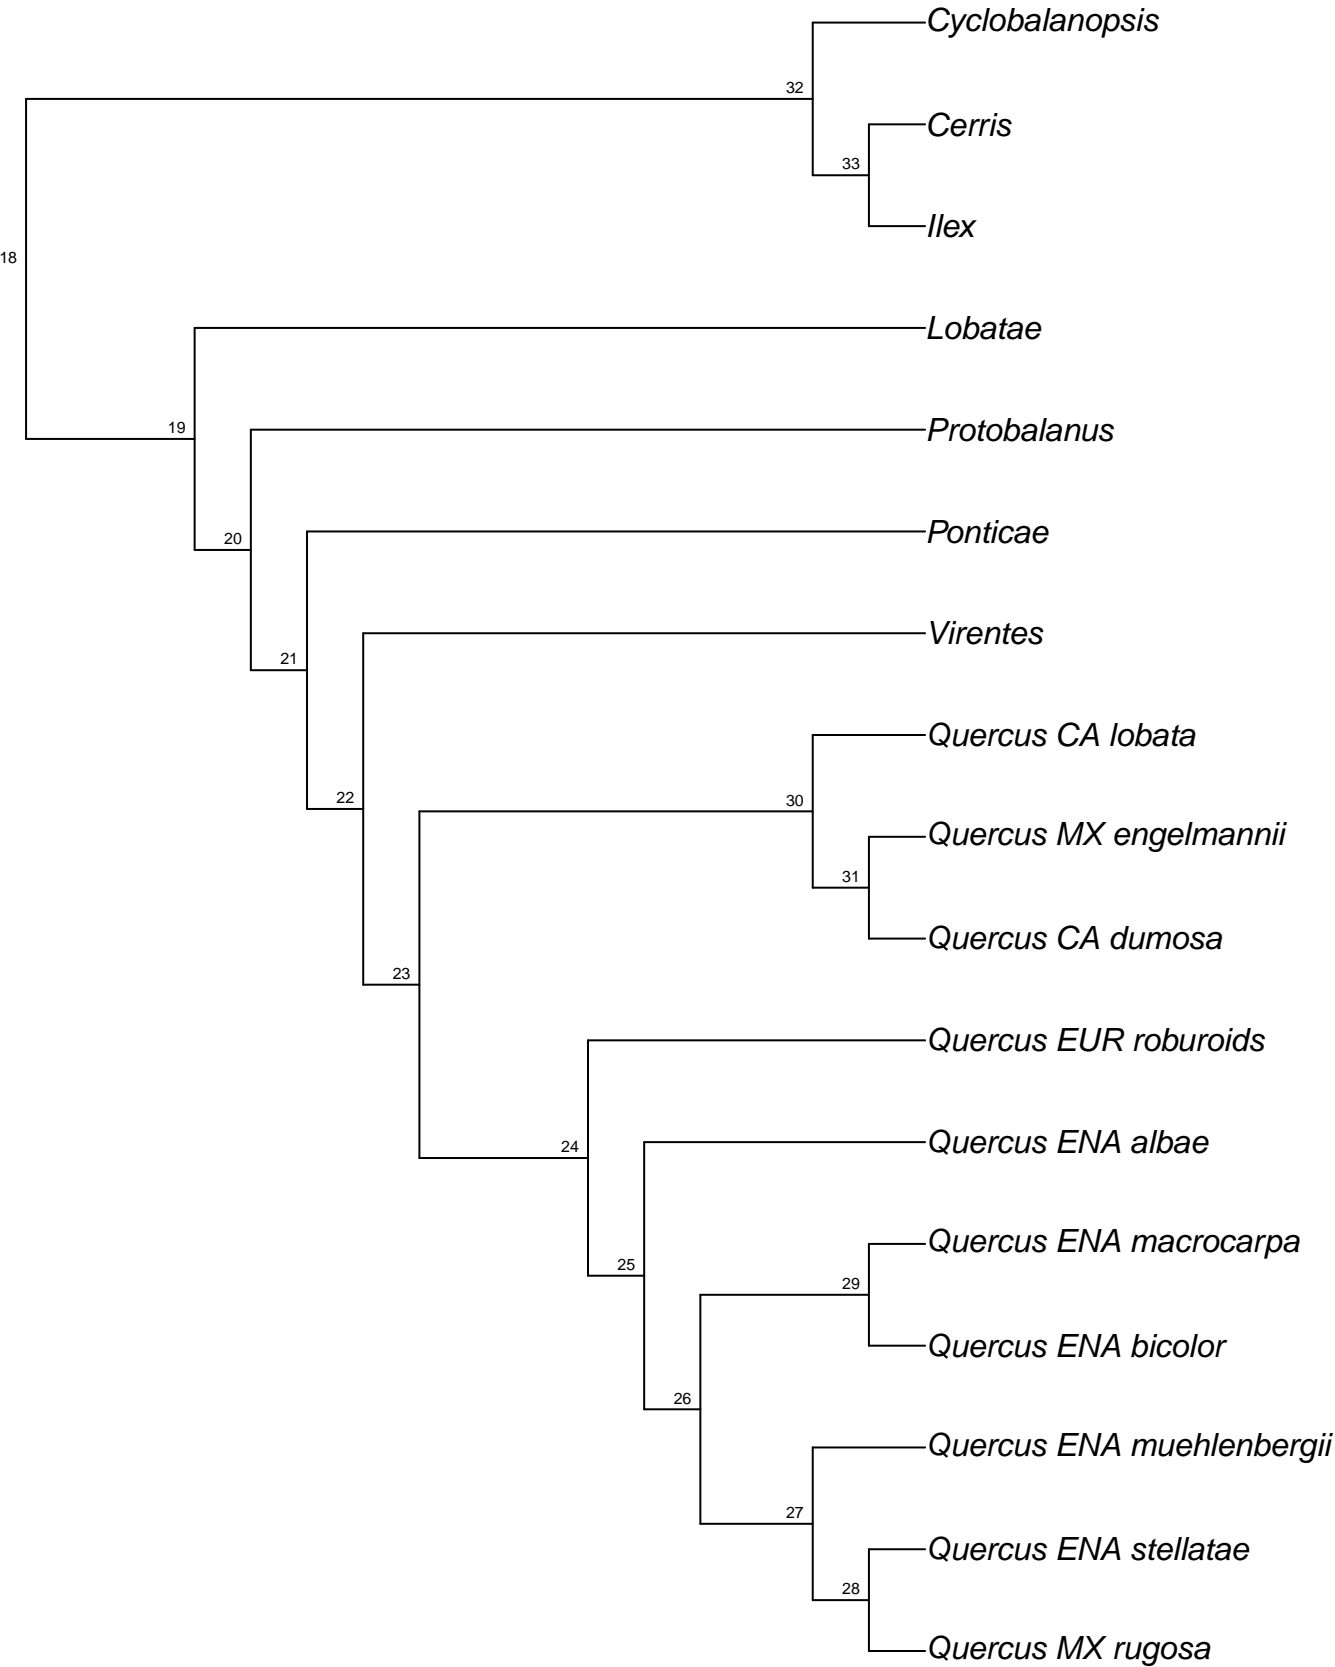 Cyclobalanopsis
32
Cerris
33
Ilex
18
Lobatae
19
Protobalanus
20
Ponticae
21
Virentes
22
Quercus CA lobata
30
Quercus MX engelmannii
31
Quercus CA dumosa
23
Quercus EUR roburoids
24
Quercus ENA albae
25
Quercus ENA macrocarpa
29
Quercus ENA bicolor
26
Quercus ENA muehlenbergii
27
Quercus ENA stellatae
28
Quercus MX rugosa